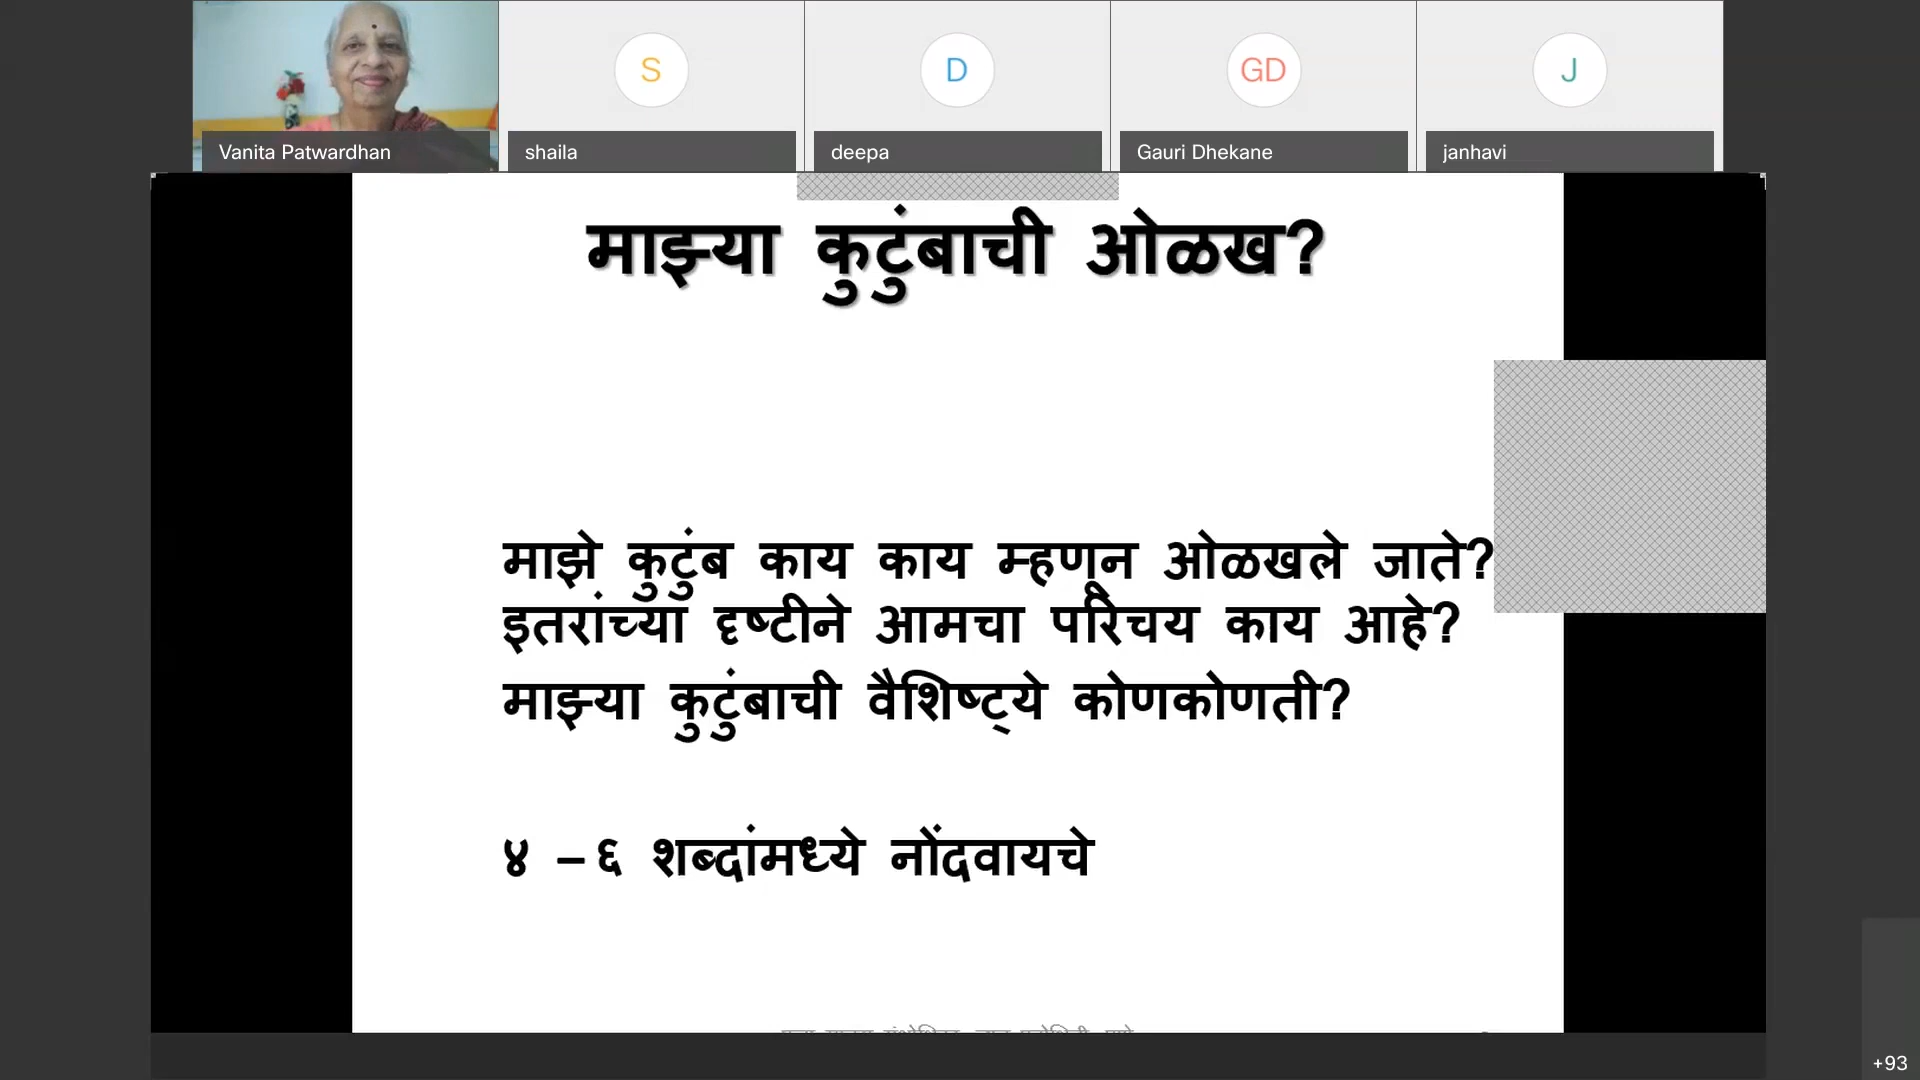 S
D
GD
J
Vanita Patwardhan
shaila
deepa
Gauri Dhekane
janhavi
माझ्या कुटुंबाची ओळख?
माझे कुटुंब काय काय म्हणून ओळखले जाते?
इतरांच्या दृष्टीने आमचा परिचय काय आहे?
माझ्या कुटुंबाची वैशिष्ट्ये कोणकोणती?
४ – ६ शब्दांमध्ये नोंदवायचे
+93